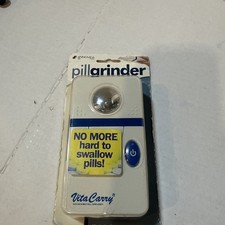 pillgrinder
NO MORE
hard to
swallow
pills!
VitaCarry®